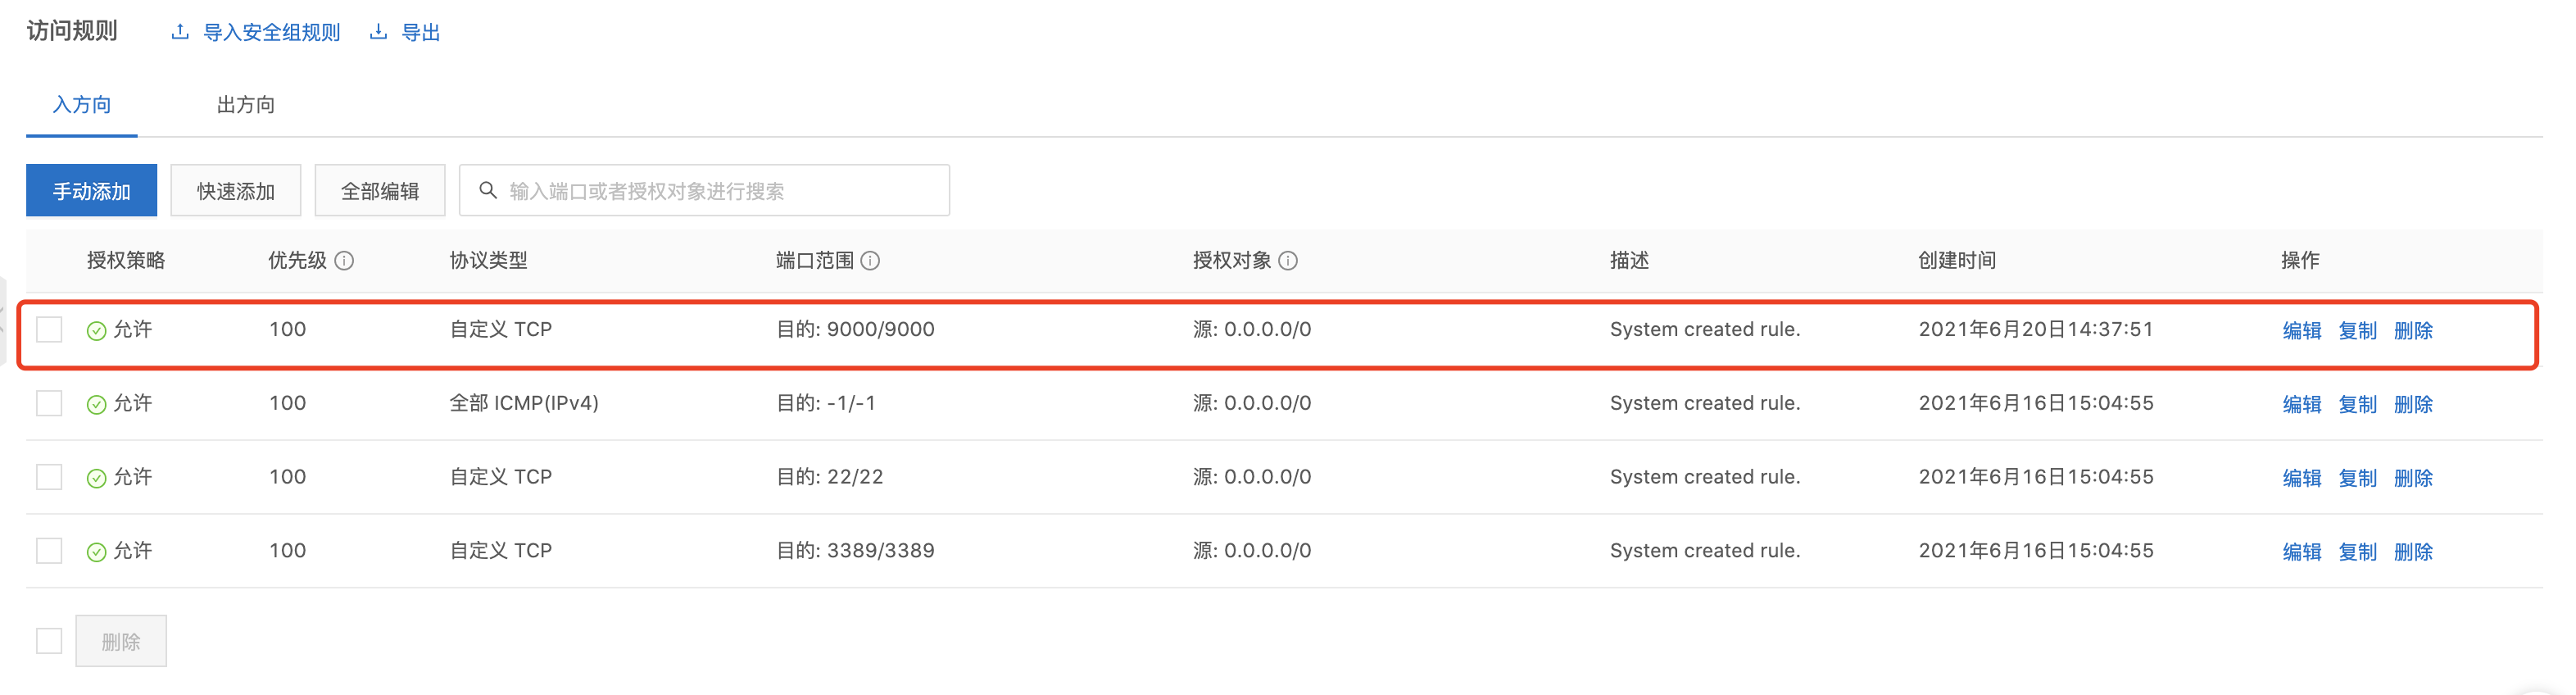 访问规则 导入安全组规则 导出
入方向 出方向
手动添加 快速添加 全部编辑 输入端口或者授权对象进行搜索
授权策略 优先级 协议类型 端口范围 授权对象 描述 创建时间 操作
允许 100 自定义 TCP 目的: 9000/9000 源: 0.0.0.0/0 System created rule. 2021年6月20日14:37:51 编辑 复制 删除
允许 100 全部 ICMP(IPv4) 目的: -1/-1 源: 0.0.0.0/0 System created rule. 2021年6月16日15:04:55 编辑 复制 删除
允许 100 自定义 TCP 目的: 22/22 源: 0.0.0.0/0 System created rule. 2021年6月16日15:04:55 编辑 复制 删除
允许 100 自定义 TCP 目的: 3389/3389 源: 0.0.0.0/0 System created rule. 2021年6月16日15:04:55 编辑 复制 删除
删除